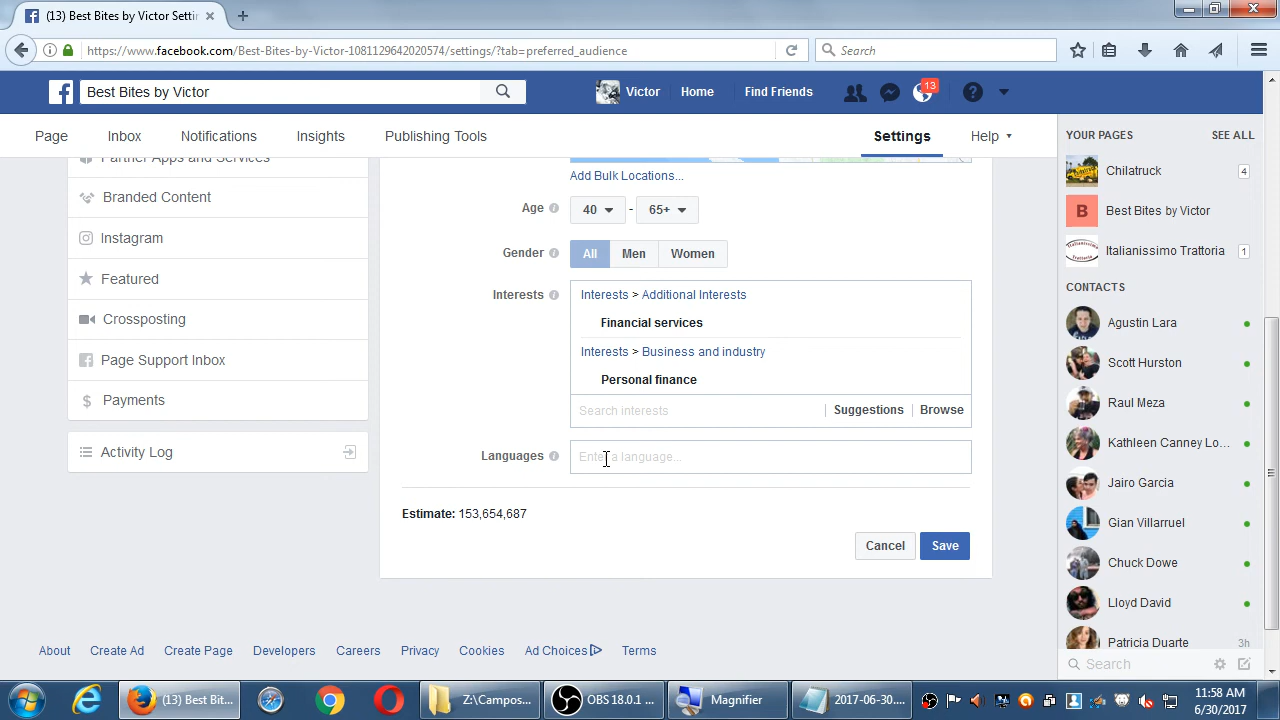 (13) Best Bites by Victor Setti
https://www.facebook.com/Best-Bites-by-Victor-1081129642020574/settings/?tab=preferred_audience
Search
Best Bites by Victor
Victor
Home
Find Friends
13
Page
Inbox
Notifications
Insights
Publishing Tools
Settings
Help
Partner Apps and Services
Branded Content
Instagram
Featured
Crossposting
Page Support Inbox
Payments
Activity Log
Add Bulk Locations...
Age
40
-
65+
Gender
All
Men
Women
Interests
Interests > Additional Interests
Financial services
Interests > Business and industry
Personal finance
Search interests
Suggestions
Browse
Languages
Enter a language...
Estimate: 153,654,687
Cancel
Save
YOUR PAGES
SEE ALL
Chilatruck
4
B
Best Bites by Victor
Italianissimo Trattoria
1
CONTACTS
Agustin Lara
Scott Hurston
Raul Meza
Kathleen Canney Lo...
Jairo Garcia
Gian Villarruel
Chuck Dowe
Lloyd David
Patricia Duarte
3h
Search
About
Create Ad
Create Page
Developers
Careers
Privacy
Cookies
Ad Choices
Terms
(13) Best Bit...
Z:\Campos...
OBS 18.0.1 ...
Magnifier
2017-06-30....
11:58 AM
6/30/2017